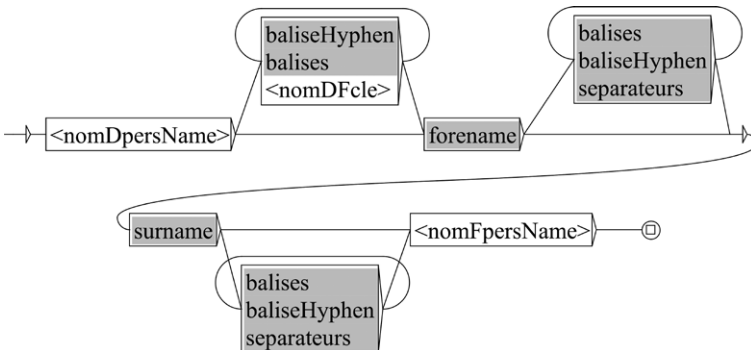 baliseHyphen
balises
<nomDFcle>
balises
baliseHyphen
separateurs
<nomDpersName>
forename
surname
<nomFpersName>
balises
baliseHyphen
separateurs